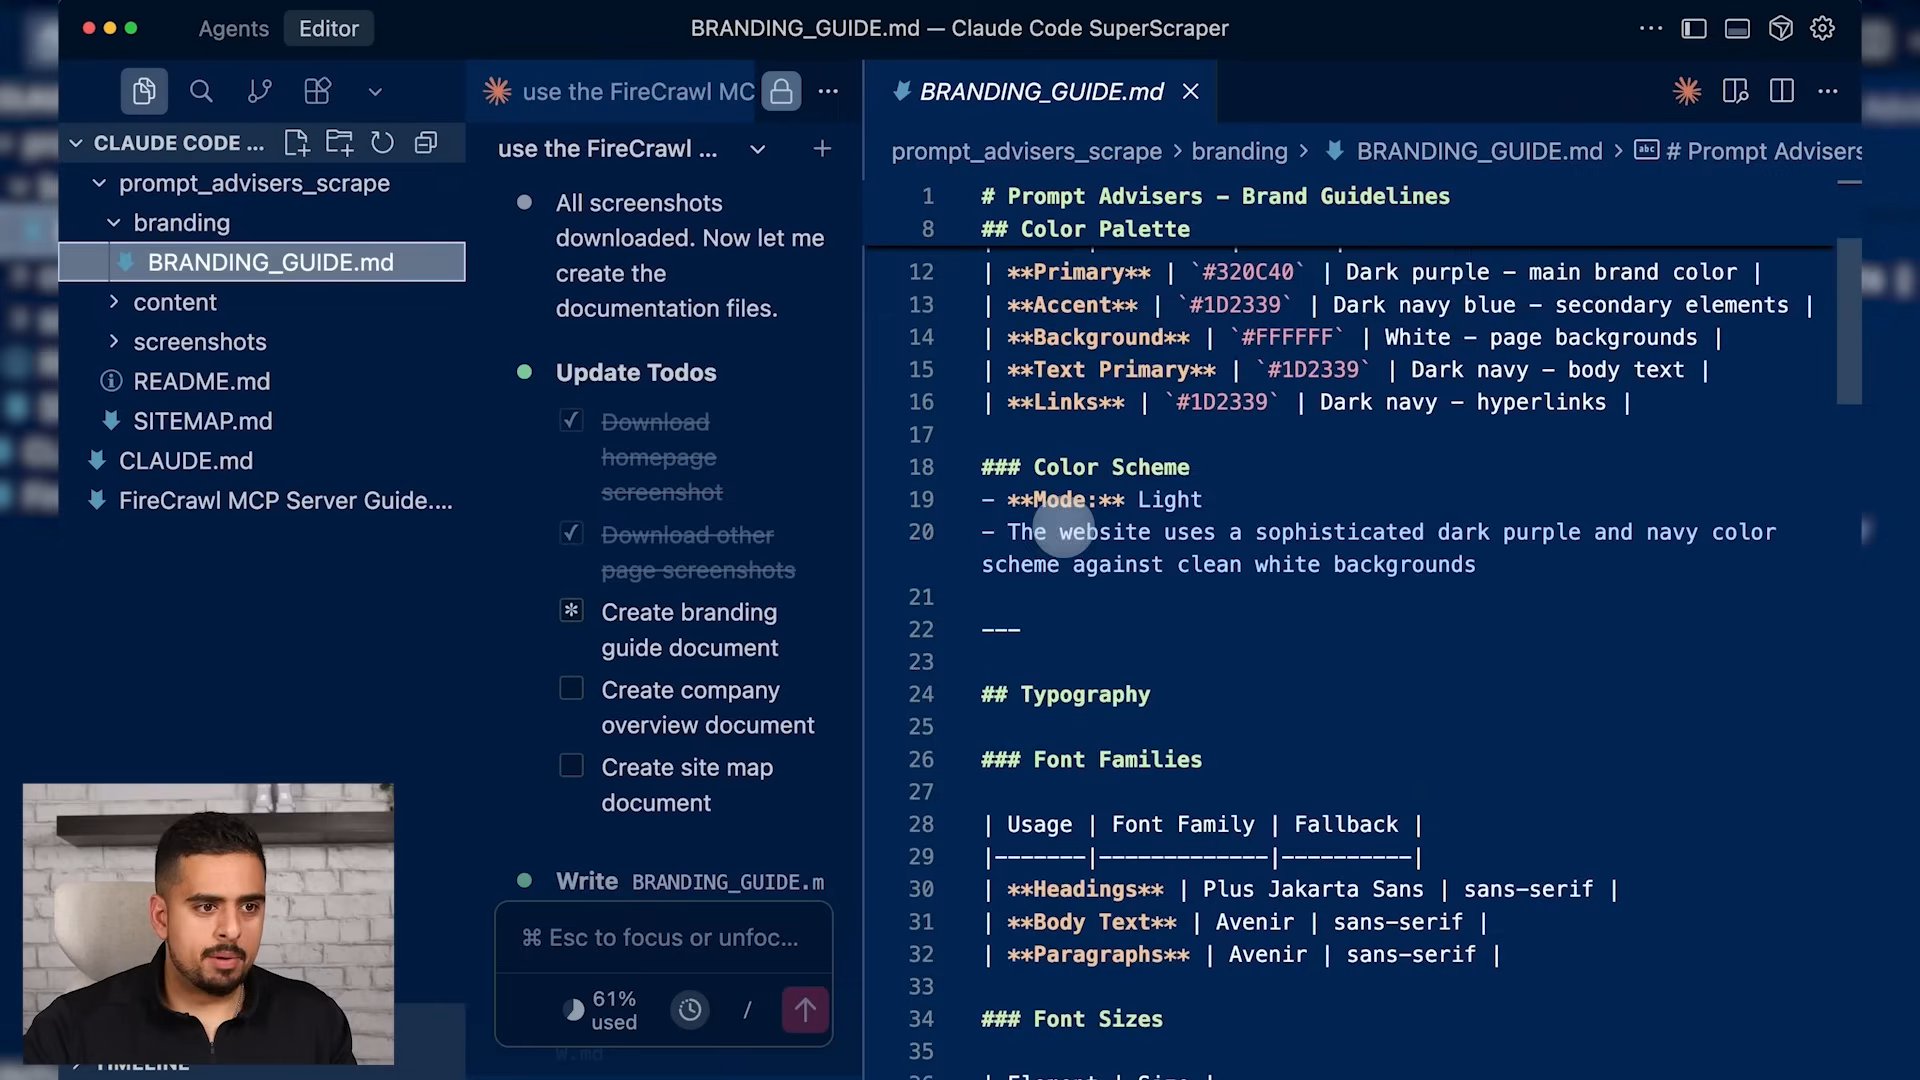 Agents
Editor
BRANDING_GUIDE.md — Claude Code SuperScraper
CLAUDE CODE ...
prompt_advisers_scrape
branding
BRANDING_GUIDE.md
content
screenshots
README.md
SITEMAP.md
CLAUDE.md
FireCrawl MCP Server Guide....
TIMELINE
use the FireCrawl MC
use the FireCrawl ...
All screenshots
downloaded. Now let me
create the
documentation files.
Update Todos
Download
homepage
screenshot
Download other
page screenshots
Create branding
guide document
Create company
overview document
Create site map
document
Write BRANDING_GUIDE.m
⌘ Esc to focus or unfoc...
61%
used
/
w.md
BRANDING_GUIDE.md
prompt_advisers_scrape > branding > BRANDING_GUIDE.md > # Prompt Advisers
1 # Prompt Advisers – Brand Guidelines
8 ## Color Palette
12 | **Primary** | `#320C40` | Dark purple – main brand color |
13 | **Accent** | `#1D2339` | Dark navy blue – secondary elements |
14 | **Background** | `#FFFFFF` | White – page backgrounds |
15 | **Text Primary** | `#1D2339` | Dark navy – body text |
16 | **Links** | `#1D2339` | Dark navy – hyperlinks |
17
18 ### Color Scheme
19 – **Mode:** Light
20 – The website uses a sophisticated dark purple and navy color
scheme against clean white backgrounds
21
22 ---
23
24 ## Typography
25
26 ### Font Families
27
28 | Usage | Font Family | Fallback |
29 |-------|-------------|----------|
30 | **Headings** | Plus Jakarta Sans | sans-serif |
31 | **Body Text** | Avenir | sans-serif |
32 | **Paragraphs** | Avenir | sans-serif |
33
34 ### Font Sizes
35
36 | Element | Size |